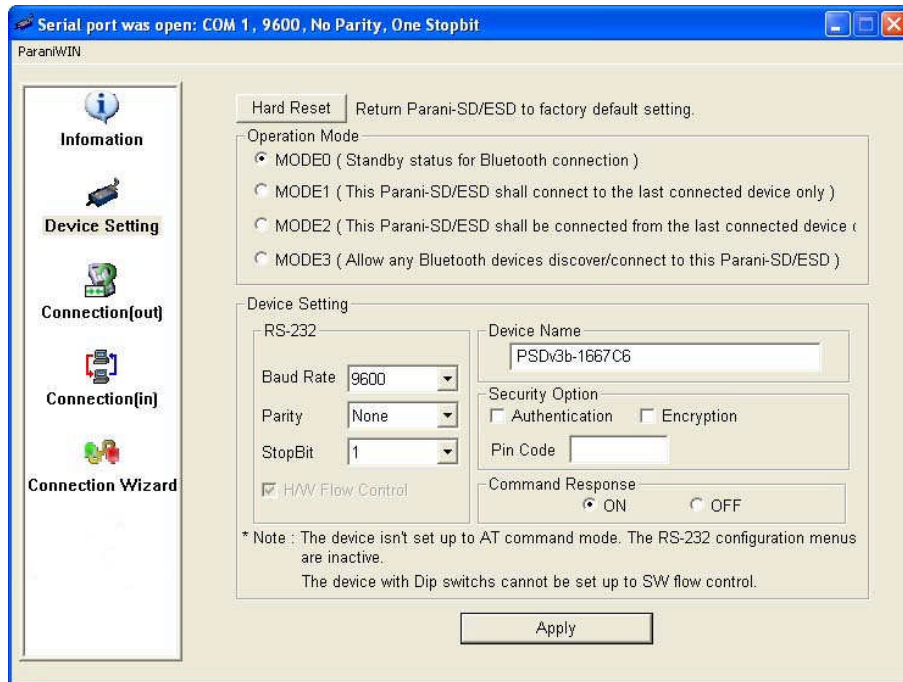 Serial port was open: COM 1, 9600, No Parity, One Stopbit
ParaniWIN
Infomation
Device Setting
Connection(out)
Connection(in)
Connection Wizard
Hard Reset Return Parani-SD/ESD to factory default setting.
Operation Mode
MODE0 ( Standby status for Bluetooth connection )
MODE1 ( This Parani-SD/ESD shall connect to the last connected device only )
MODE2 ( This Parani-SD/ESD shall be connected from the last connected device
MODE3 ( Allow any Bluetooth devices discover/connect to this Parani-SD/ESD )
Device Setting
RS-232
Baud Rate 9600
Parity None
StopBit 1
H/W Flow Control
Device Name
PSDv3b-1667C6
Security Option
Authentication Encryption
Pin Code
Command Response
ON OFF
* Note : The device isn't set up to AT command mode. The RS-232 configuration menus
are inactive.
The device with Dip switchs cannot be set up to SW flow control.
Apply